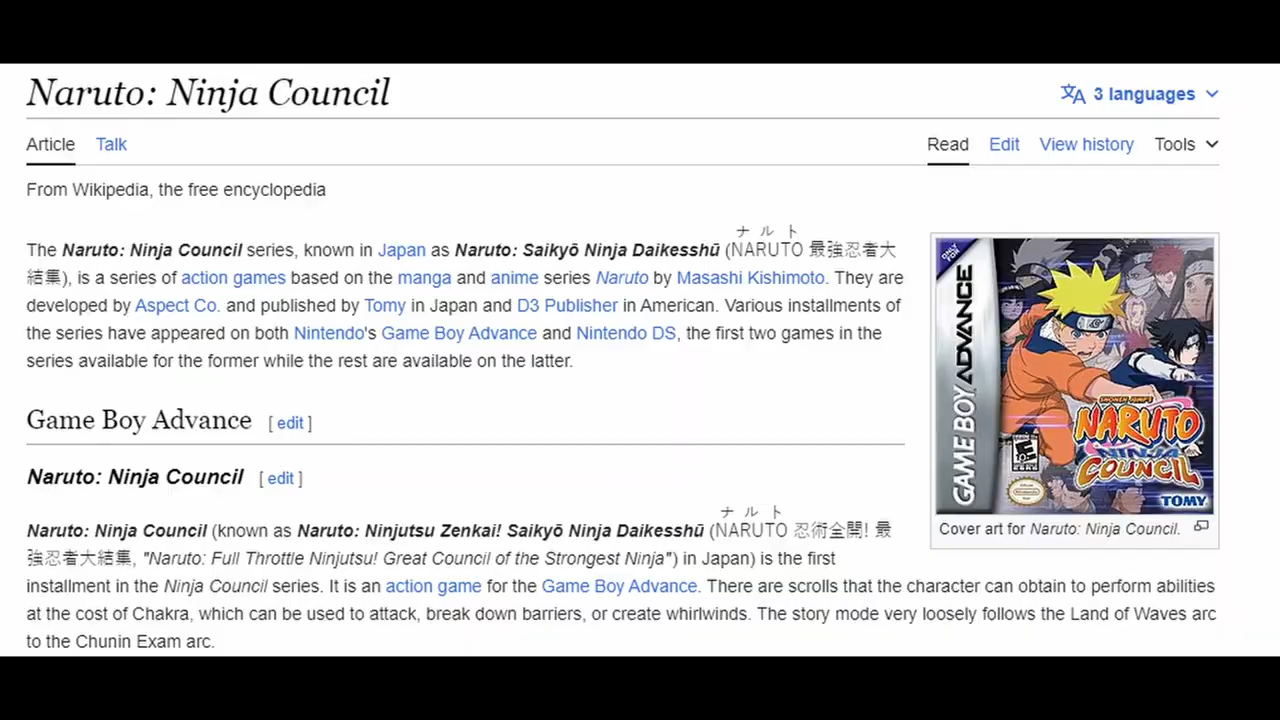 Naruto: Ninja Council
3 languages
Article Talk
Read Edit View history Tools
From Wikipedia, the free encyclopedia
ナルト
The Naruto: Ninja Council series, known in Japan as Naruto: Saikyō Ninja Daikesshū (NARUTO 最強忍者大
結集), is a series of action games based on the manga and anime series Naruto by Masashi Kishimoto. They are
developed by Aspect Co. and published by Tomy in Japan and D3 Publisher in American. Various installments of
the series have appeared on both Nintendo's Game Boy Advance and Nintendo DS, the first two games in the
series available for the former while the rest are available on the latter.
ONLY FOR
GAME BOY ADVANCE
SHONEN JUMP'S
NARUTO
NINJA
COUNCIL
TOMY
Cover art for Naruto: Ninja Council.
Game Boy Advance [ edit ]
Naruto: Ninja Council [ edit ]
ナルト
Naruto: Ninja Council (known as Naruto: Ninjutsu Zenkai! Saikyō Ninja Daikesshū (NARUTO 忍術全開! 最
強忍者大結集, "Naruto: Full Throttle Ninjutsu! Great Council of the Strongest Ninja") in Japan) is the first
installment in the Ninja Council series. It is an action game for the Game Boy Advance. There are scrolls that the character can obtain to perform abilities
at the cost of Chakra, which can be used to attack, break down barriers, or create whirlwinds. The story mode very loosely follows the Land of Waves arc
to the Chunin Exam arc.